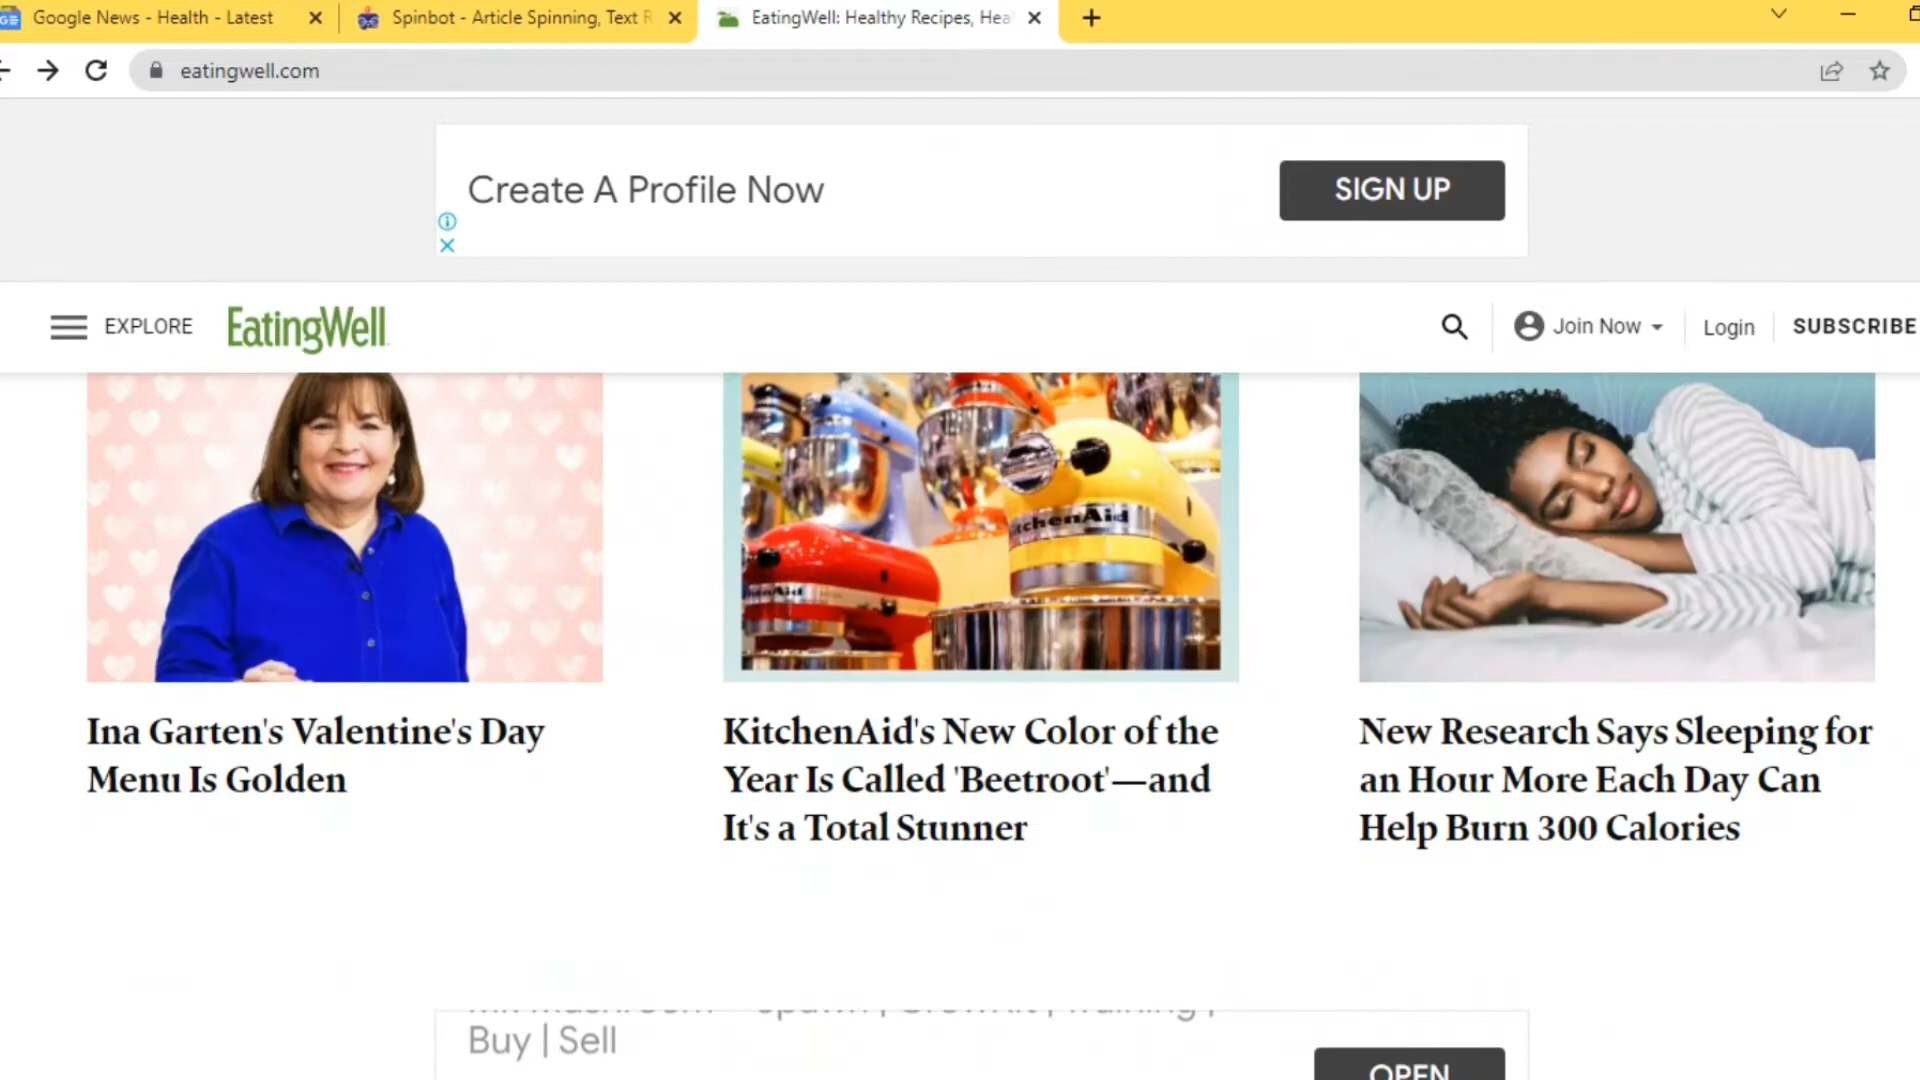 Google News - Health - Latest
Spinbot - Article Spinning, Text R
EatingWell: Healthy Recipes, Hea
eatingwell.com
Create A Profile Now
SIGN UP
EXPLORE
EatingWell
Join Now
Login
SUBSCRIBE
KitchenAid
Ina Garten's Valentine's Day
Menu Is Golden
KitchenAid's New Color of the
Year Is Called 'Beetroot'—and
It's a Total Stunner
New Research Says Sleeping for
an Hour More Each Day Can
Help Burn 300 Calories
Buy | Sell
OPEN